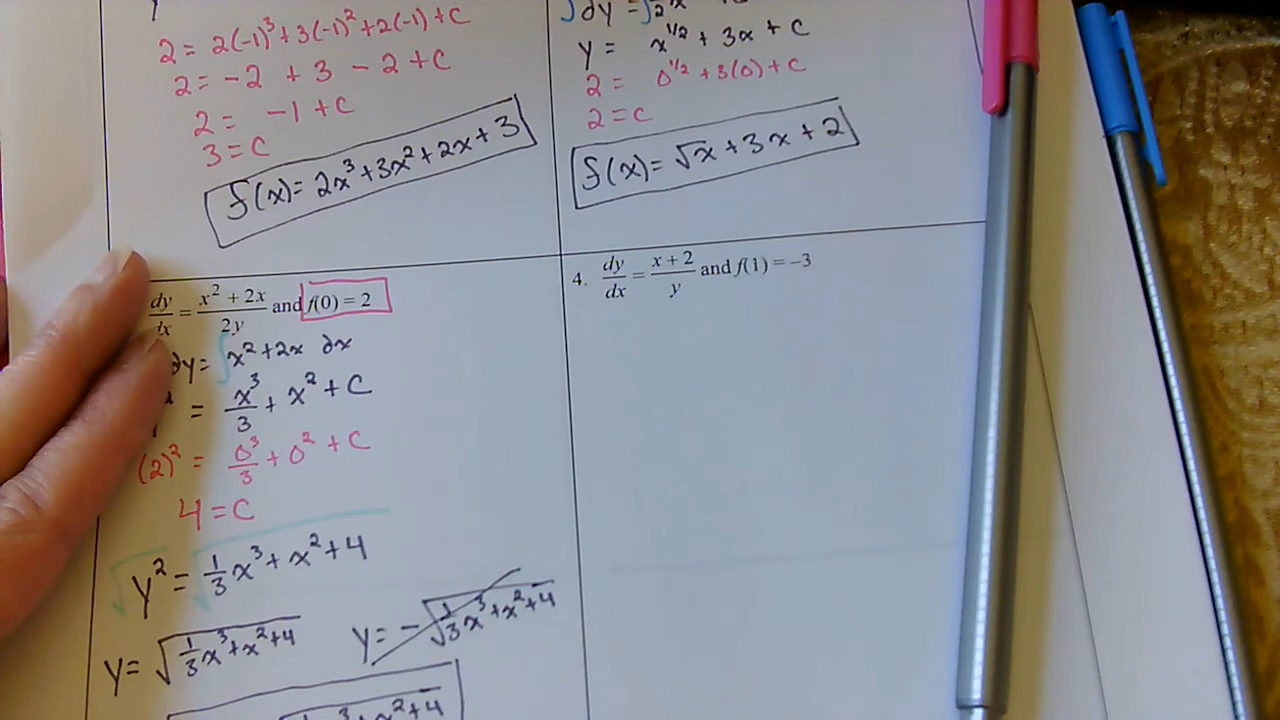 2 = 2(-1)³ + 3(-1)² + 2(-1) + C
2 = -2 + 3 - 2 + C
2 = -1 + C
3 = C
f(x) = 2x³ + 3x² + 2x + 3
∫dy = ∫
y = x^1/2 + 3x + C
2 = 0^1/2 + 3(0) + C
2 = C
f(x) = √x + 3x + 2
dy/dx = x² + 2x/2y and f(0) = 2
dy = ∫x² + 2x dx
= x³/3 + x² + C
(2)² = 0³/3 + 0² + C
4 = C
√y² = √1/3x³ + x² + 4
y = √1/3x³ + x² + 4
y = -√1/3x³ + x² + 4
4. dy/dx = x + 2/y and f(1) = -3